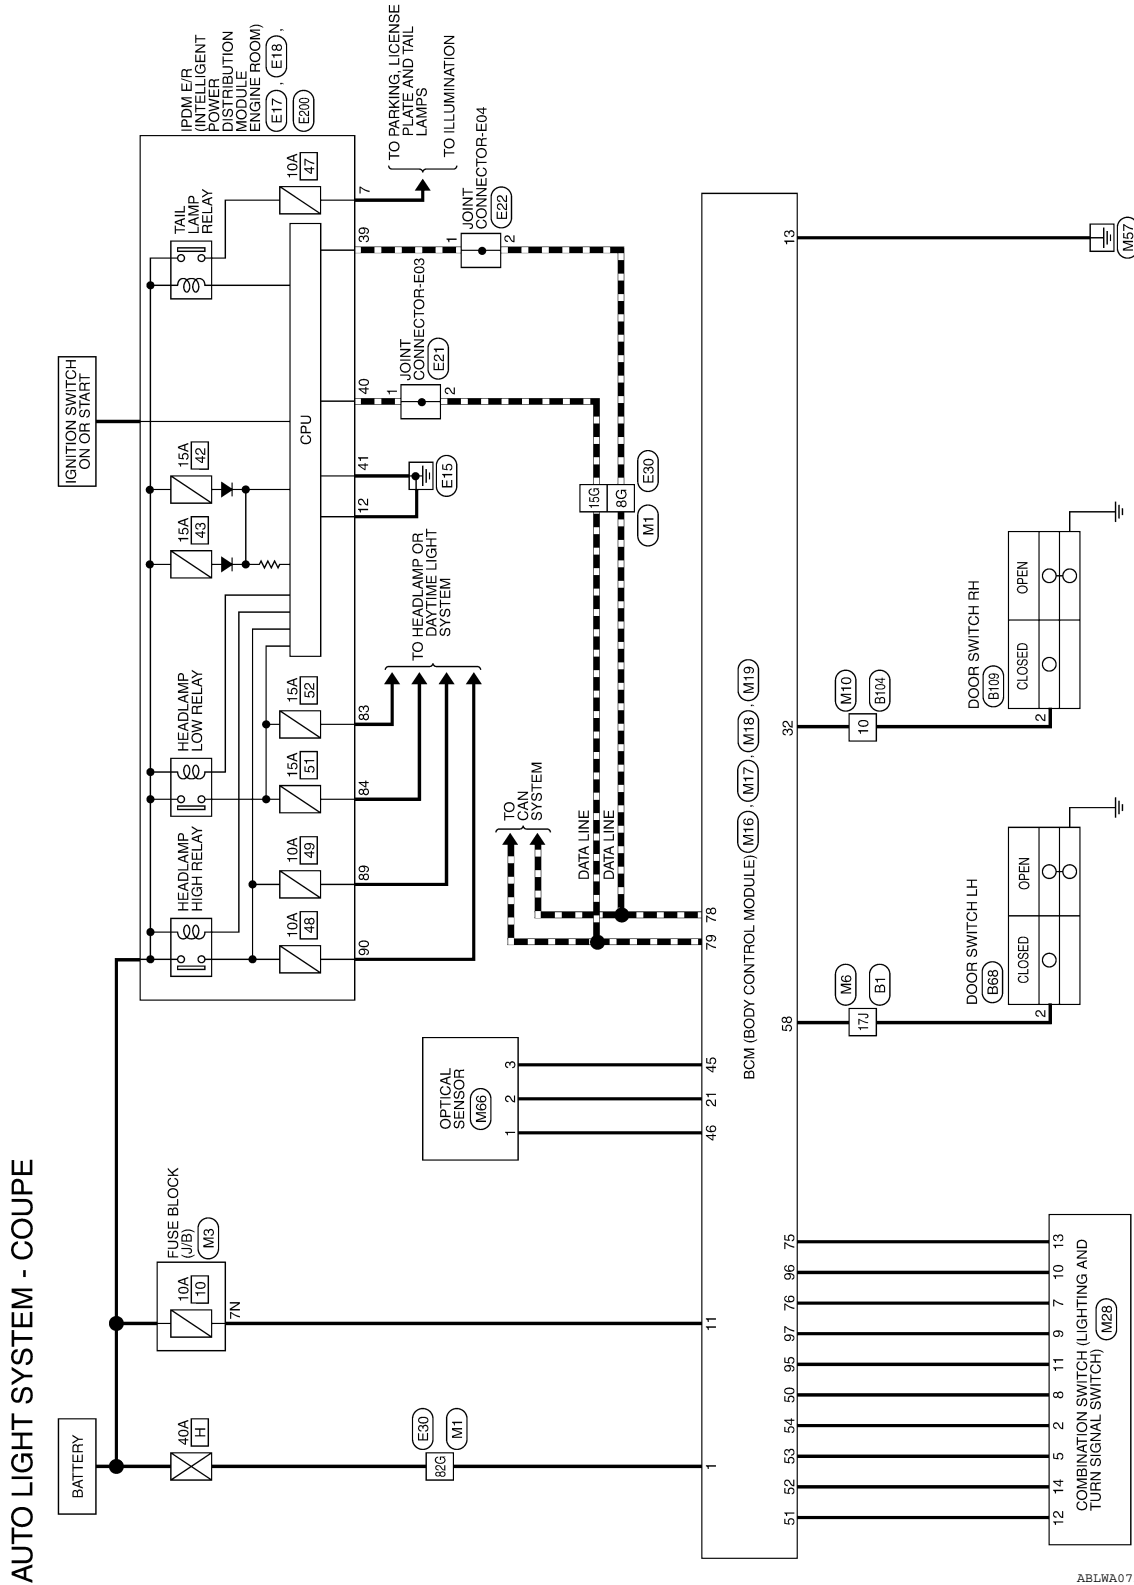 AUTO LIGHT SYSTEM - COUPE
BATTERY
IGNITION SWITCH
ON OR START
40A
H
FUSE BLOCK
(J/B)
M3
10A
10
7N
E30
M1
82G
IPDM E/R
(INTELLIGENT
POWER
DISTRIBUTION
MODULE
ENGINE ROOM)
E17 , E18 ,
E200
HEADLAMP
HIGH RELAY
HEADLAMP
LOW RELAY
TAIL
LAMP
RELAY
15A
43
15A
42
10A
48
10A
49
15A
51
15A
52
10A
47
CPU
90
89
84
83
12
41
40
39
7
TO HEADLAMP OR
DAYTIME LIGHT
SYSTEM
E15
JOINT
CONNECTOR-E03
E21
1
2
JOINT
CONNECTOR-E04
E22
1
2
TO PARKING, LICENSE
PLATE AND TAIL
LAMPS
TO ILLUMINATION
OPTICAL
SENSOR
M66
1
2
3
TO
CAN
SYSTEM
DATA LINE
DATA LINE
15G
8G
M1
E30
1
11
46
21
45
79
78
BCM (BODY CONTROL MODULE) M16 , M17 , M18 , M19
51
52
53
54
50
95
97
76
96
75
58
32
13
12
14
5
2
8
11
9
7
10
13
COMBINATION SWITCH (LIGHTING AND
TURN SIGNAL SWITCH)
M28
17J
M6
B1
DOOR SWITCH LH
B68
2
CLOSED
OPEN
10
M10
B104
DOOR SWITCH RH
B109
2
CLOSED
OPEN
M57
ABLWA07